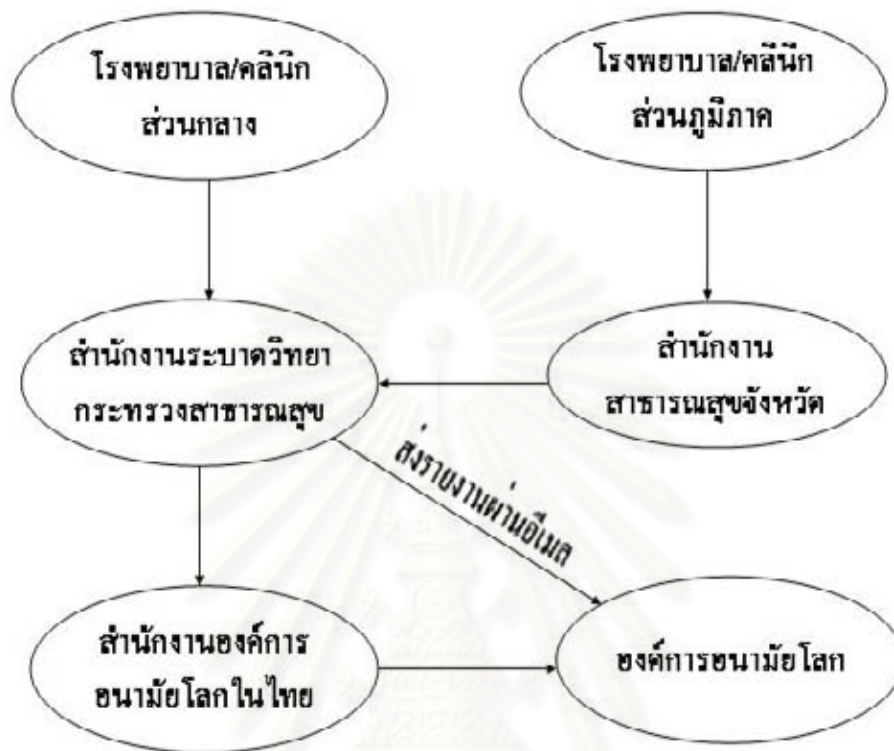 โรงพยาบาล/คลินิก
ส่วนกลาง
โรงพยาบาล/คลินิก
ส่วนภูมิภาค
สำนักงานระบาดวิทยา
กระทรวงสาธารณสุข
สำนักงาน
สาธารณสุขจังหวัด
ส่งรายงานผ่านอีเมล
สำนักงานองค์การ
อนามัยโลกในไทย
องค์การอนามัยโลก